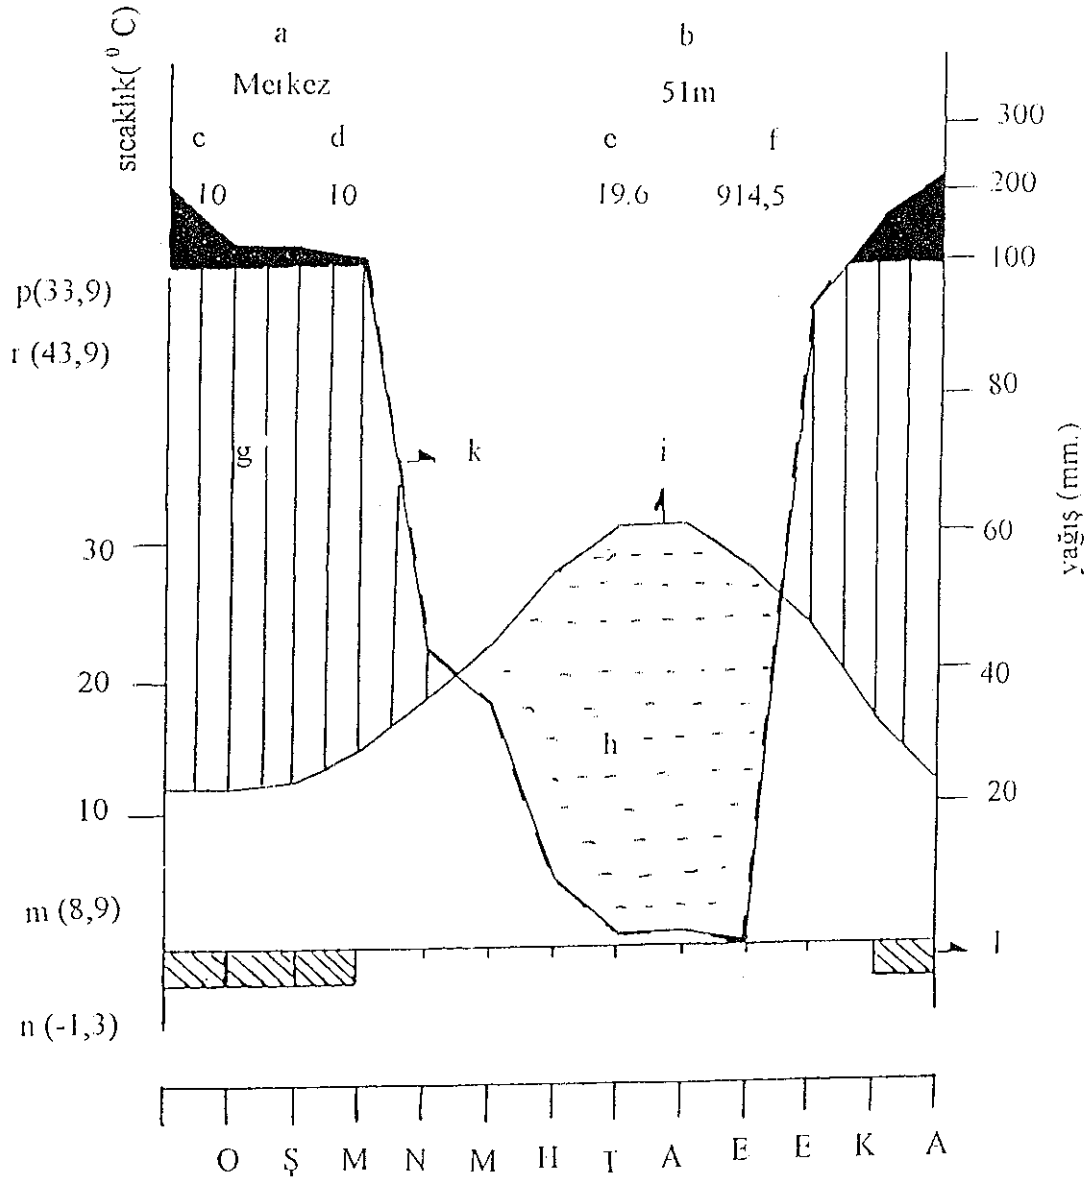 sıcaklık( ⁰ C)
a b
Merkez 51m
c d e f
10 10 19.6 914,5
300
200
100
p(33,9)
r (43,9)
80
g k i
yağış (mm.)
30 60
20 40
h
10 20
m (8,9)
l
n (-1,3)
O Ş M N M H T A E E K A